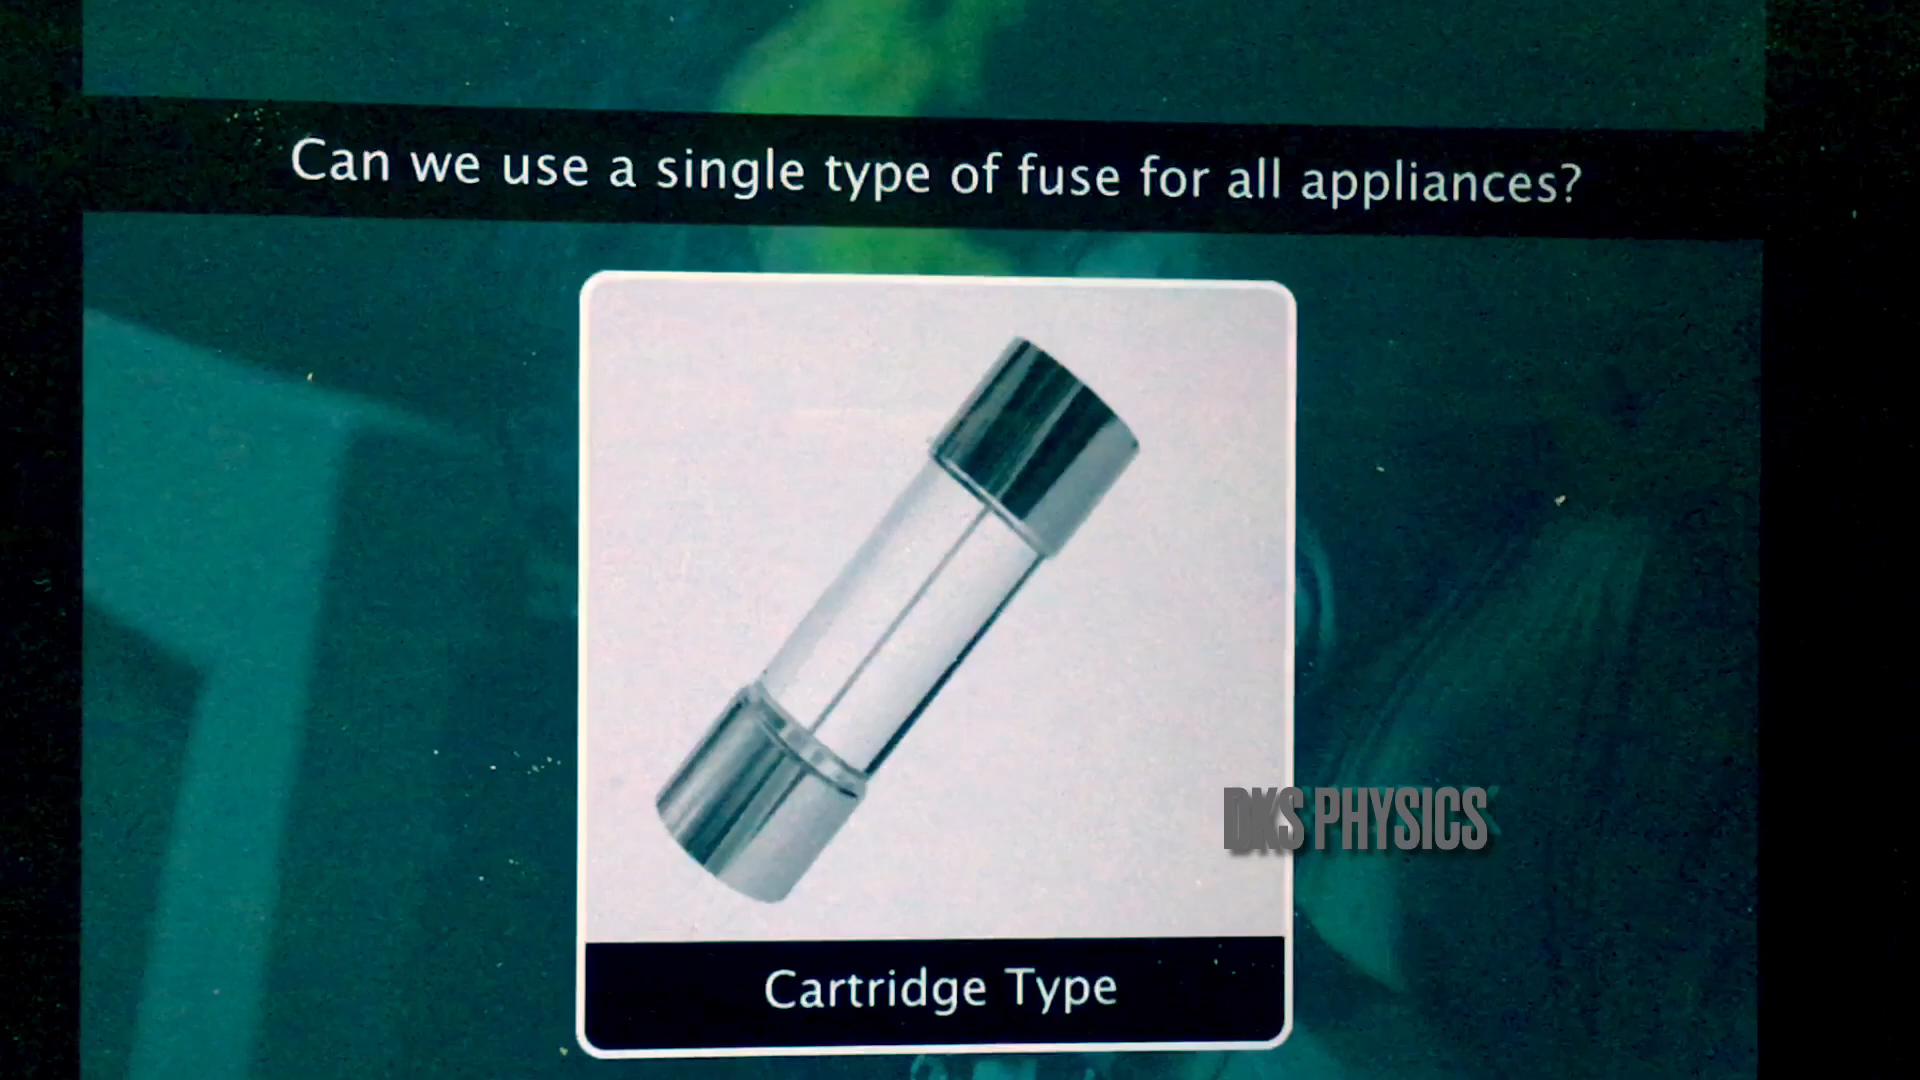 Can we use a single type of fuse for all appliances?
DKS PHYSICS
Cartridge Type